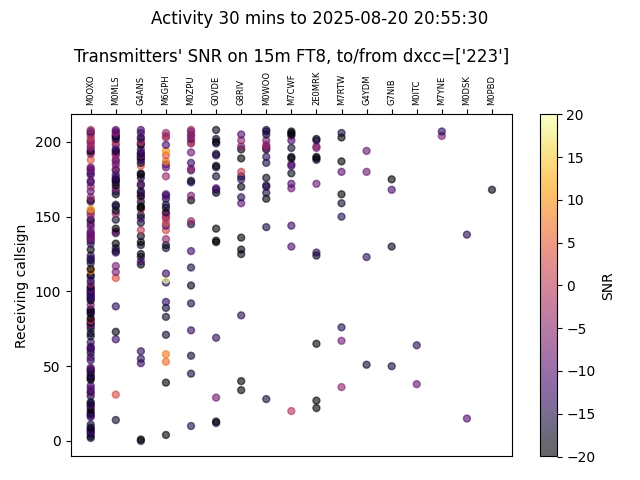 Activity 30 mins to 2025-08-20 20:55:30
Transmitters' SNR on 15m FT8, to/from dxcc=['223']
M0OXO
M0MLS
G4ANS
M6GPH
M0ZPU
G0VDE
G8RIV
M0WOO
M7CWF
2E0MRK
M7RTW
G4YDM
G7NIB
M0ITC
M7YNE
M0DSK
M0PBD
Receiving callsign
200
150
100
50
0
20
15
10
5
0
−5
−10
−15
−20
SNR